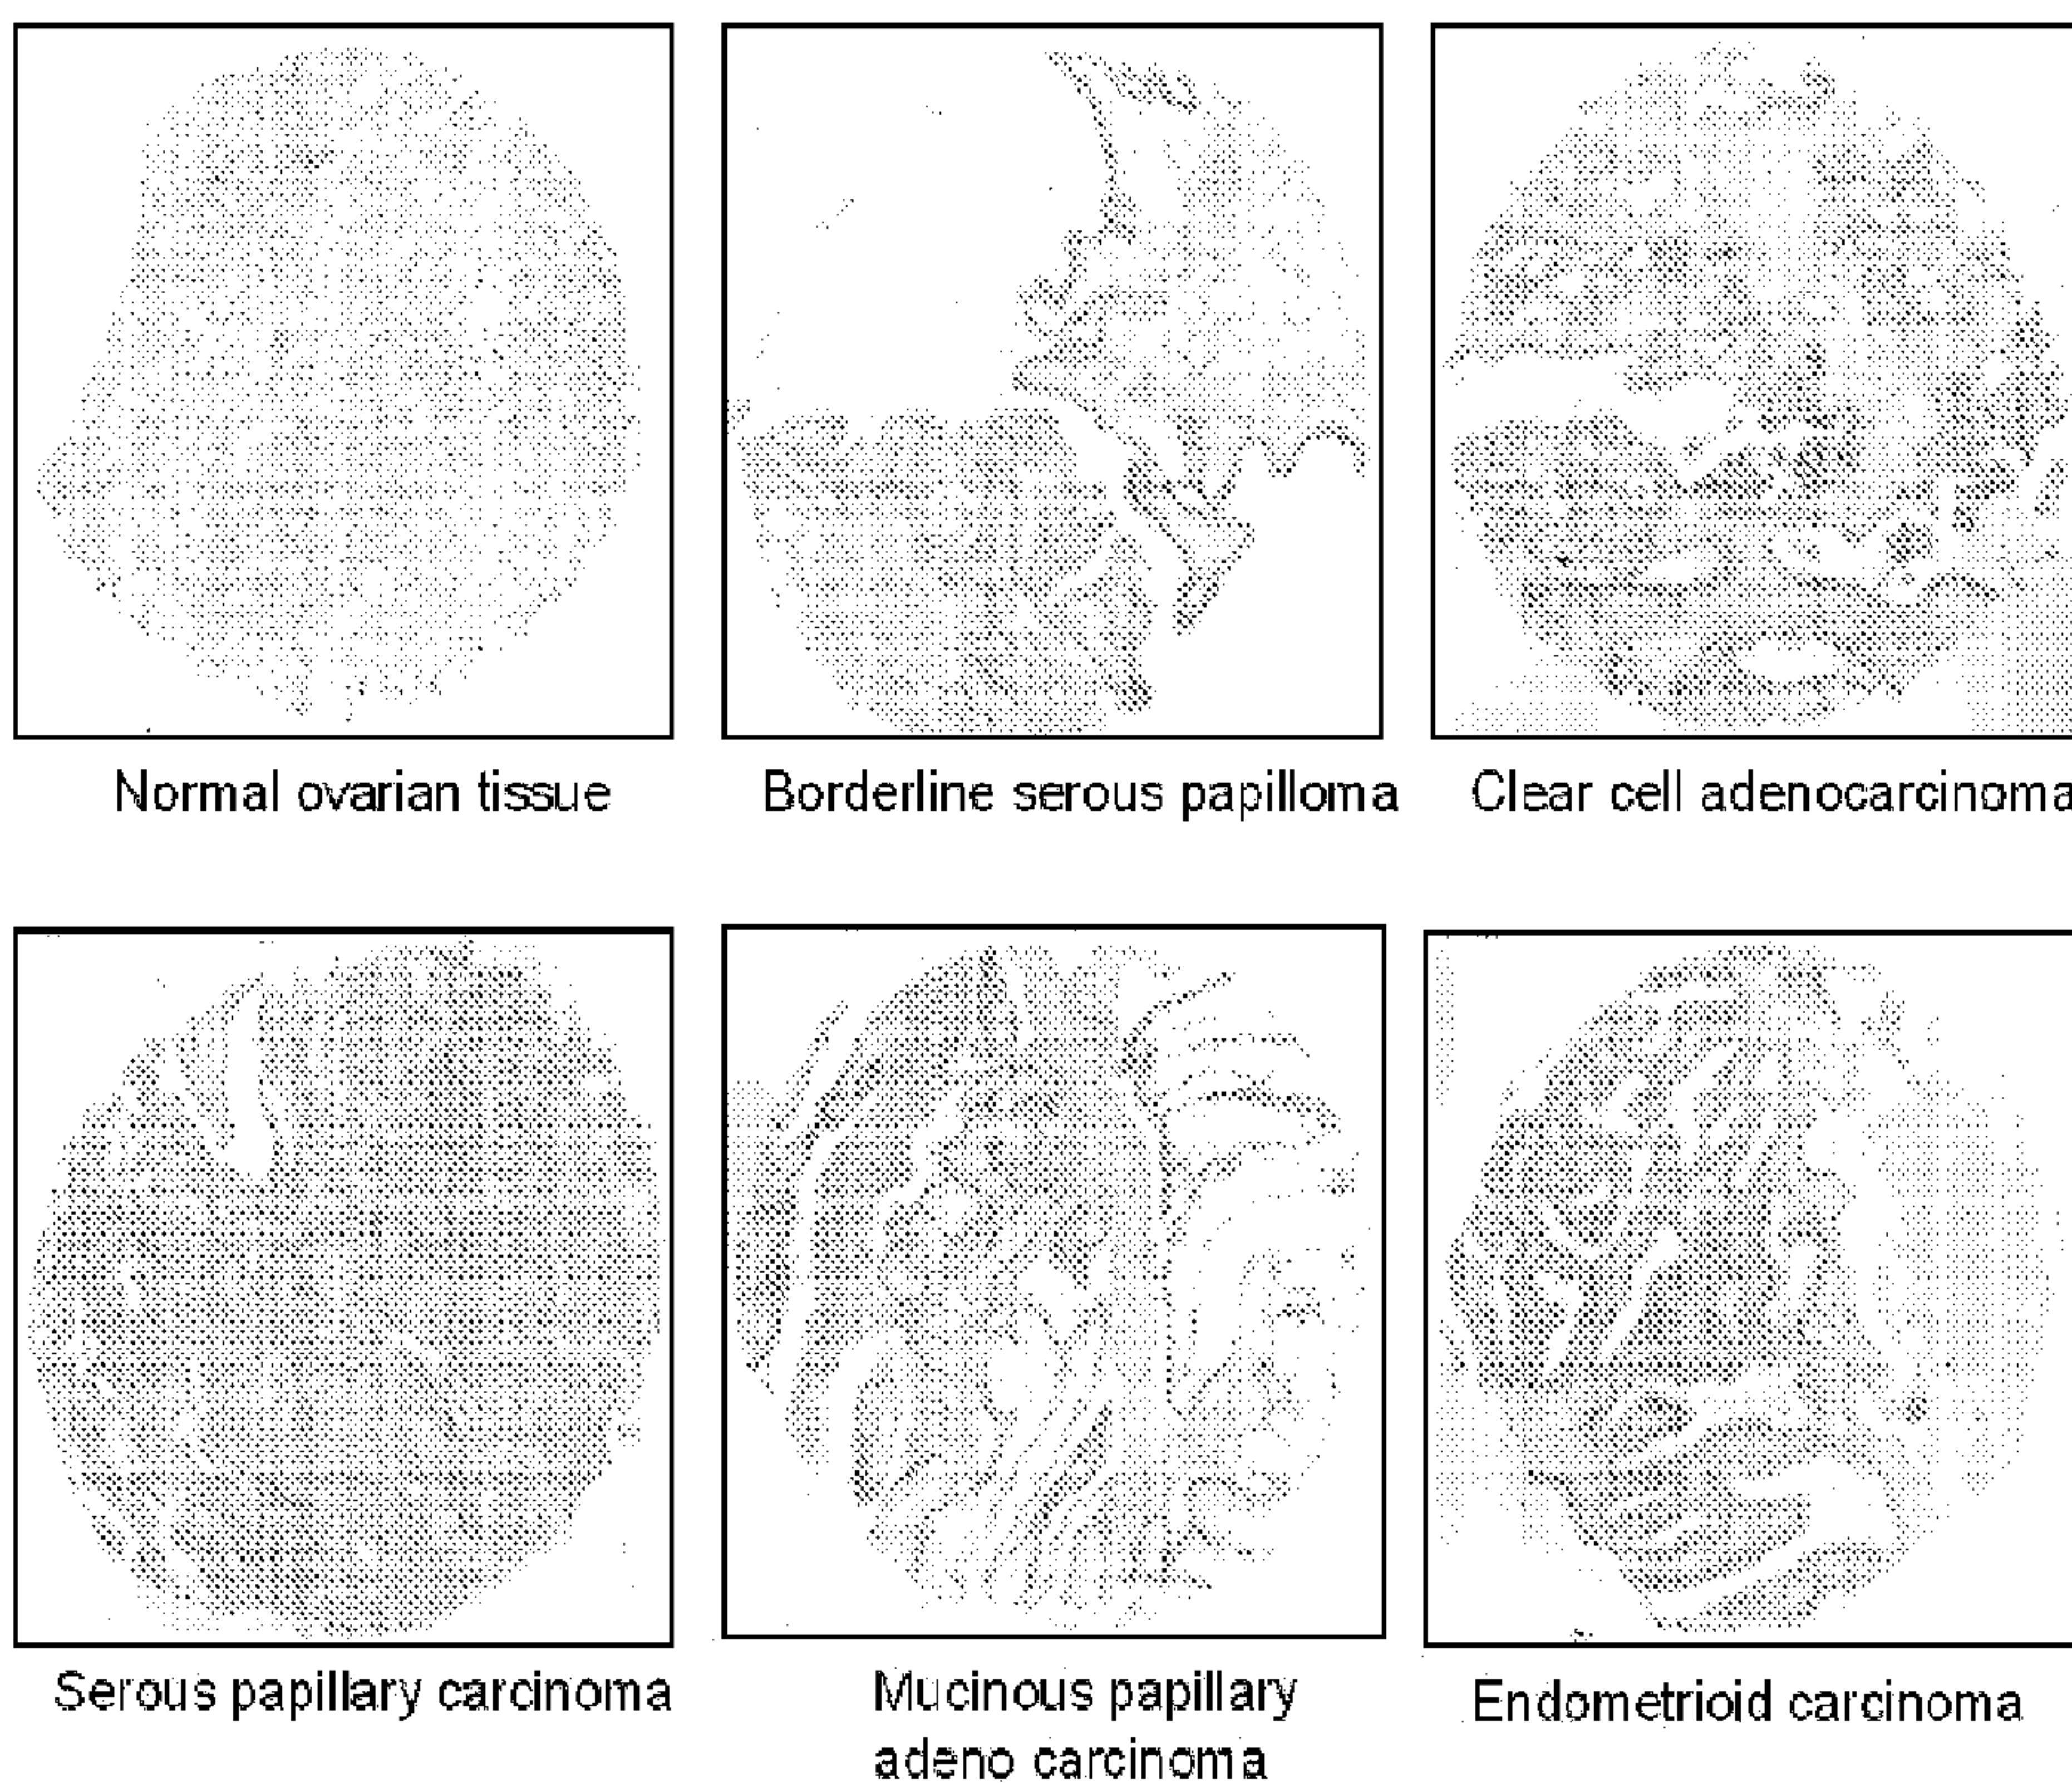 Normal ovarian tissue
Borderline serous papilloma
Clear cell adenocarcinoma
Serous papillary carcinoma
Mucinous papillary
adeno carcinoma
Endometrioid carcinoma